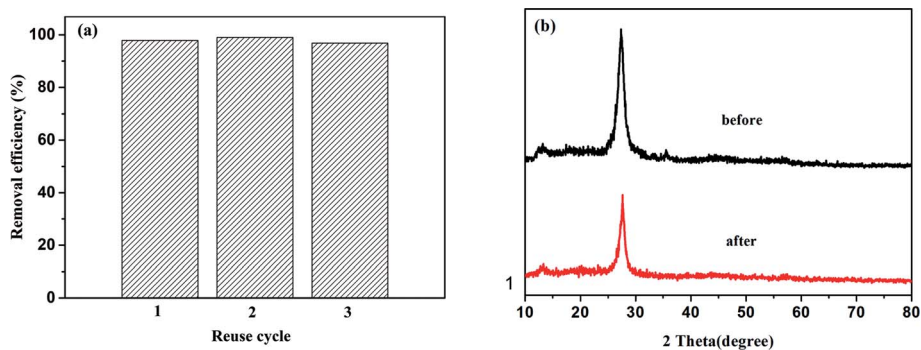 (a)
Removal efficiency (%)
100
80
60
40
20
0
1 2 3
Reuse cycle
(b)
before
after
1
10 20 30 40 50 60 70 80
2 Theta(degree)